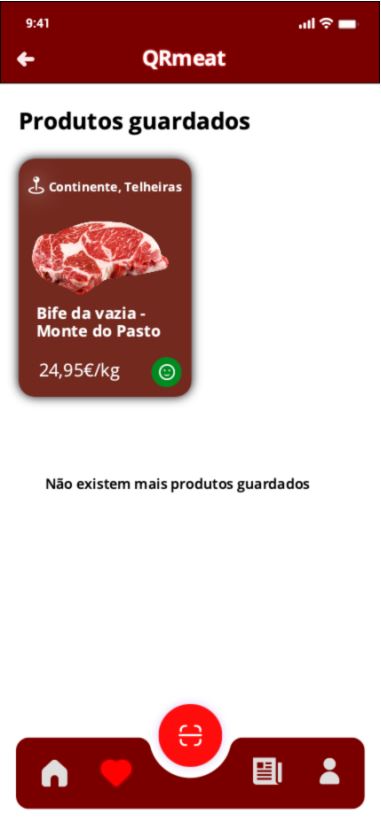 9:41
QRmeat
Produtos guardados
Continente, Telheiras
Bife da vazia -
Monte do Pasto
24,95€/kg
Não existem mais produtos guardados